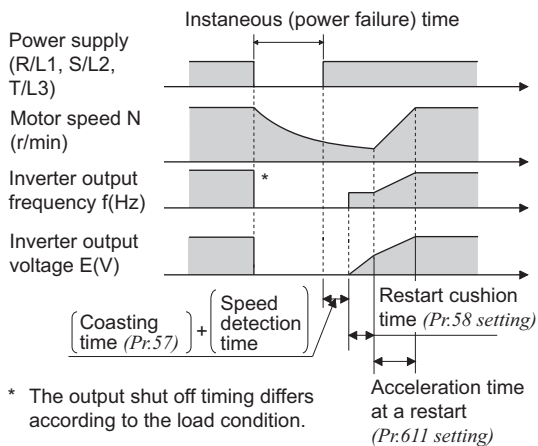 Instaneous (power failure) time
Power supply
(R/L1, S/L2,
T/L3)
Motor speed N
(r/min)
Inverter output
frequency f(Hz)
*
Inverter output
voltage E(V)
Coasting
time (Pr.57)
+
Speed
detection
time
Restart cushion
time (Pr.58 setting)
* The output shut off timing differs
according to the load condition.
Acceleration time
at a restart
(Pr.611 setting)